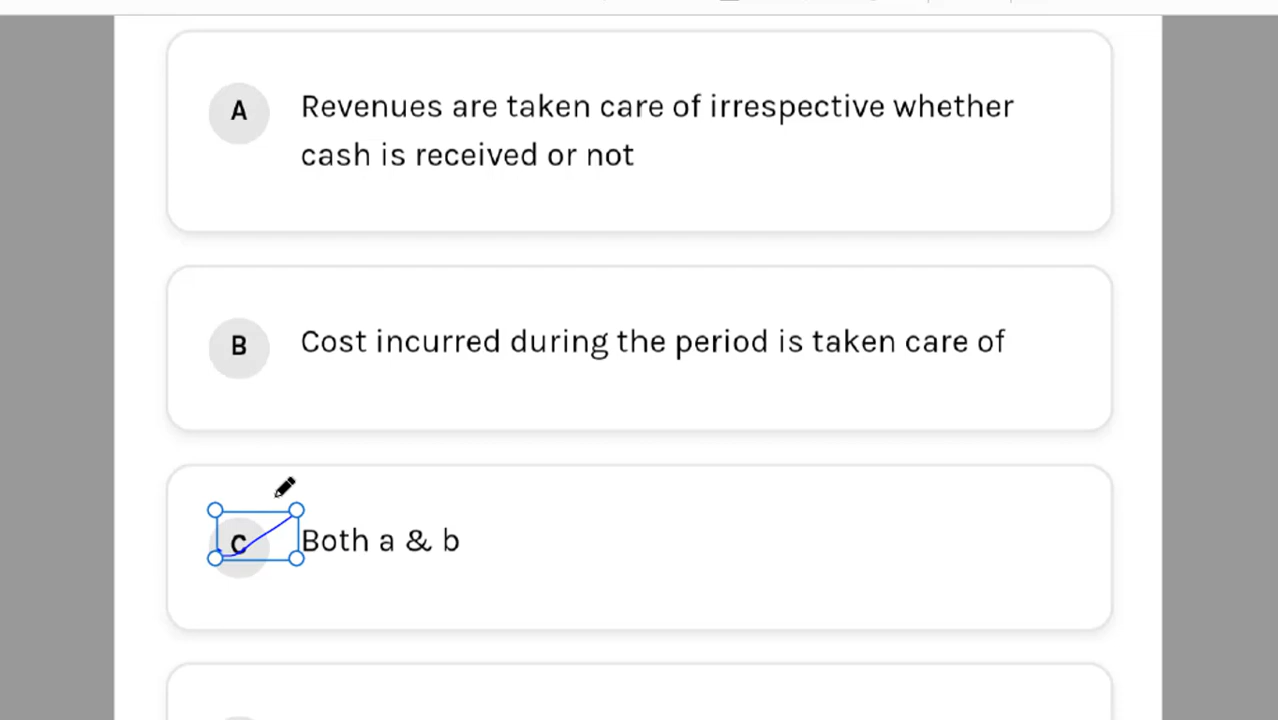 A
Revenues are taken care of irrespective whether
cash is received or not
B
Cost incurred during the period is taken care of
C
Both a & b